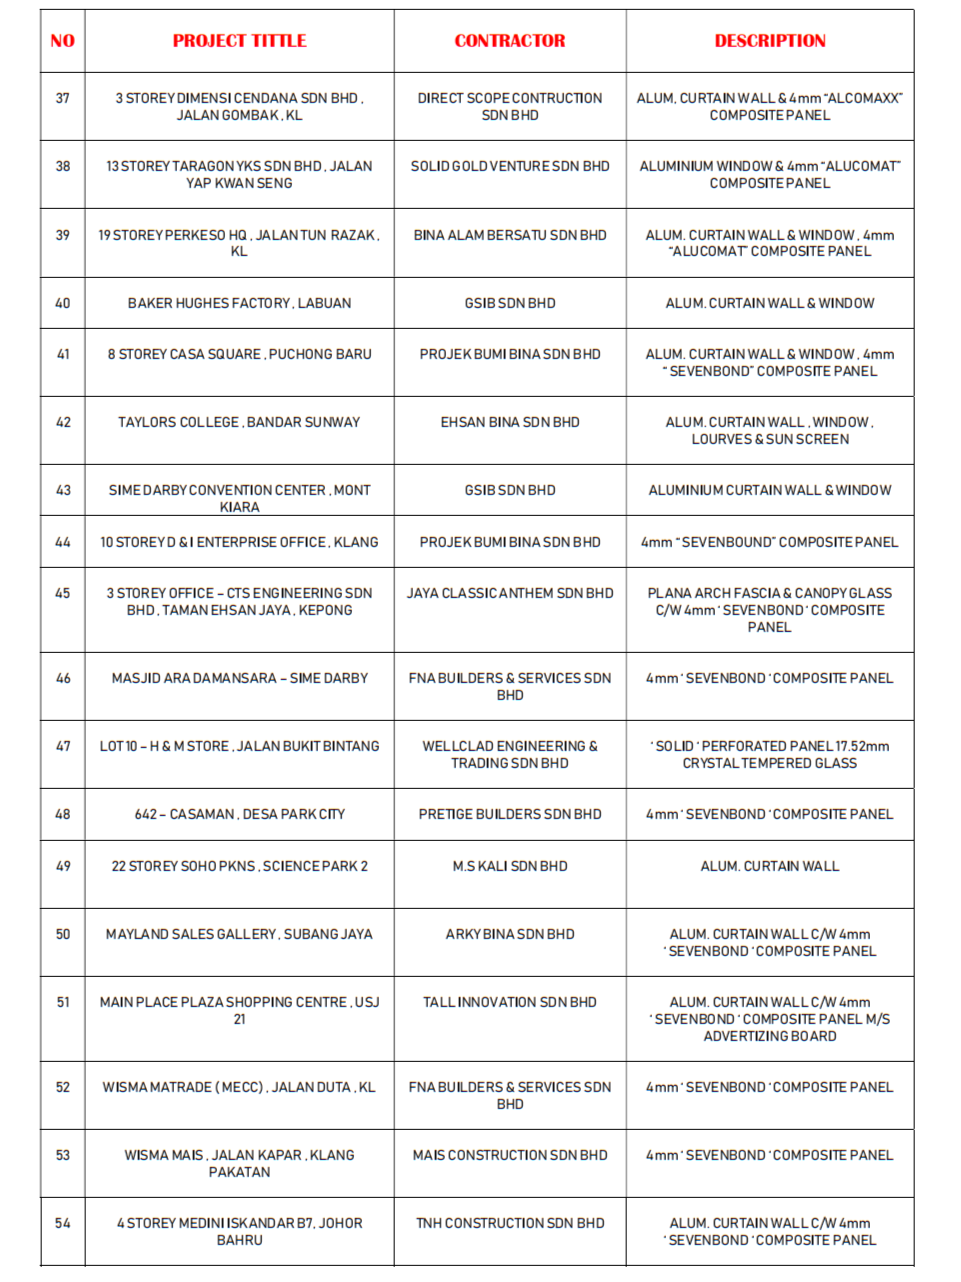 NO PROJECT TITTLE CONTRACTOR DESCRIPTION
37 3 STOREY DIMENSI CENDANA SDN BHD , DIRECT SCOPE CONTRUCTION ALUM, CURTAIN WALL & 4mm "ALCOMAXX"
JALAN GOMBAK , KL SDN BHD COMPOSITE PANEL
38 13 STOREY TARAGON YKS SDN BHD , JALAN SOLID GOLD VENTURE SDN BHD ALUMINIUM WINDOW & 4mm "ALUCOMAT"
YAP KWAN SENG COMPOSITE PANEL
39 19 STOREY PERKESO HQ , JALAN TUN RAZAK , BINA ALAM BERSATU SDN BHD ALUM. CURTAIN WALL & WINDOW , 4mm
KL "ALUCOMAT" COMPOSITE PANEL
40 BAKER HUGHES FACTORY , LABUAN GSIB SDN BHD ALUM. CURTAIN WALL & WINDOW
41 8 STOREY CASA SQUARE , PUCHONG BARU PROJEK BUMI BINA SDN BHD ALUM. CURTAIN WALL & WINDOW , 4mm
" SEVENBOND" COMPOSITE PANEL
42 TAYLORS COLLEGE , BANDAR SUNWAY EHSAN BINA SDN BHD ALUM. CURTAIN WALL , WINDOW ,
LOURVES & SUN SCREEN
43 SIME DARBY CONVENTION CENTER , MONT GSIB SDN BHD ALUMINIUM CURTAIN WALL & WINDOW
KIARA
44 10 STOREY D & I ENTERPRISE OFFICE , KLANG PROJEK BUMI BINA SDN BHD 4mm " SEVENBOUND" COMPOSITE PANEL
45 3 STOREY OFFICE – CTS ENGINEERING SDN JAYA CLASSIC ANTHEM SDN BHD PLANA ARCH FASCIA & CANOPY GLASS
BHD , TAMAN EHSAN JAYA , KEPONG C/W 4mm ' SEVENBOND ' COMPOSITE
PANEL
46 MASJID ARA DAMANSARA – SIME DARBY FNA BUILDERS & SERVICES SDN 4mm ' SEVENBOND ' COMPOSITE PANEL
BHD
47 LOT 10 – H & M STORE , JALAN BUKIT BINTANG WELLCLAD ENGINEERING & ' SOLID ' PERFORATED PANEL 17.52mm
TRADING SDN BHD CRYSTAL TEMPERED GLASS
48 642 – CASAMAN , DESA PARK CITY PRETIGE BUILDERS SDN BHD 4mm ' SEVENBOND ' COMPOSITE PANEL
49 22 STOREY SOHO PKNS , SCIENCE PARK 2 M.S KALI SDN BHD ALUM. CURTAIN WALL
50 MAYLAND SALES GALLERY , SUBANG JAYA ARKY BINA SDN BHD ALUM. CURTAIN WALL C/W 4mm
' SEVENBOND ' COMPOSITE PANEL
51 MAIN PLACE PLAZA SHOPPING CENTRE , USJ TALL INNOVATION SDN BHD ALUM. CURTAIN WALL C/W 4mm
21 ' SEVENBOND ' COMPOSITE PANEL M/S
ADVERTIZING BOARD
52 WISMA MATRADE ( MECC) , JALAN DUTA , KL FNA BUILDERS & SERVICES SDN 4mm ' SEVENBOND ' COMPOSITE PANEL
BHD
53 WISMA MAIS , JALAN KAPAR , KLANG MAIS CONSTRUCTION SDN BHD 4mm ' SEVENBOND ' COMPOSITE PANEL
PAKATAN
54 4 STOREY MEDINI ISKANDAR B7, JOHOR TNH CONSTRUCTION SDN BHD ALUM. CURTAIN WALL C/W 4mm
BAHRU ' SEVENBOND ' COMPOSITE PANEL